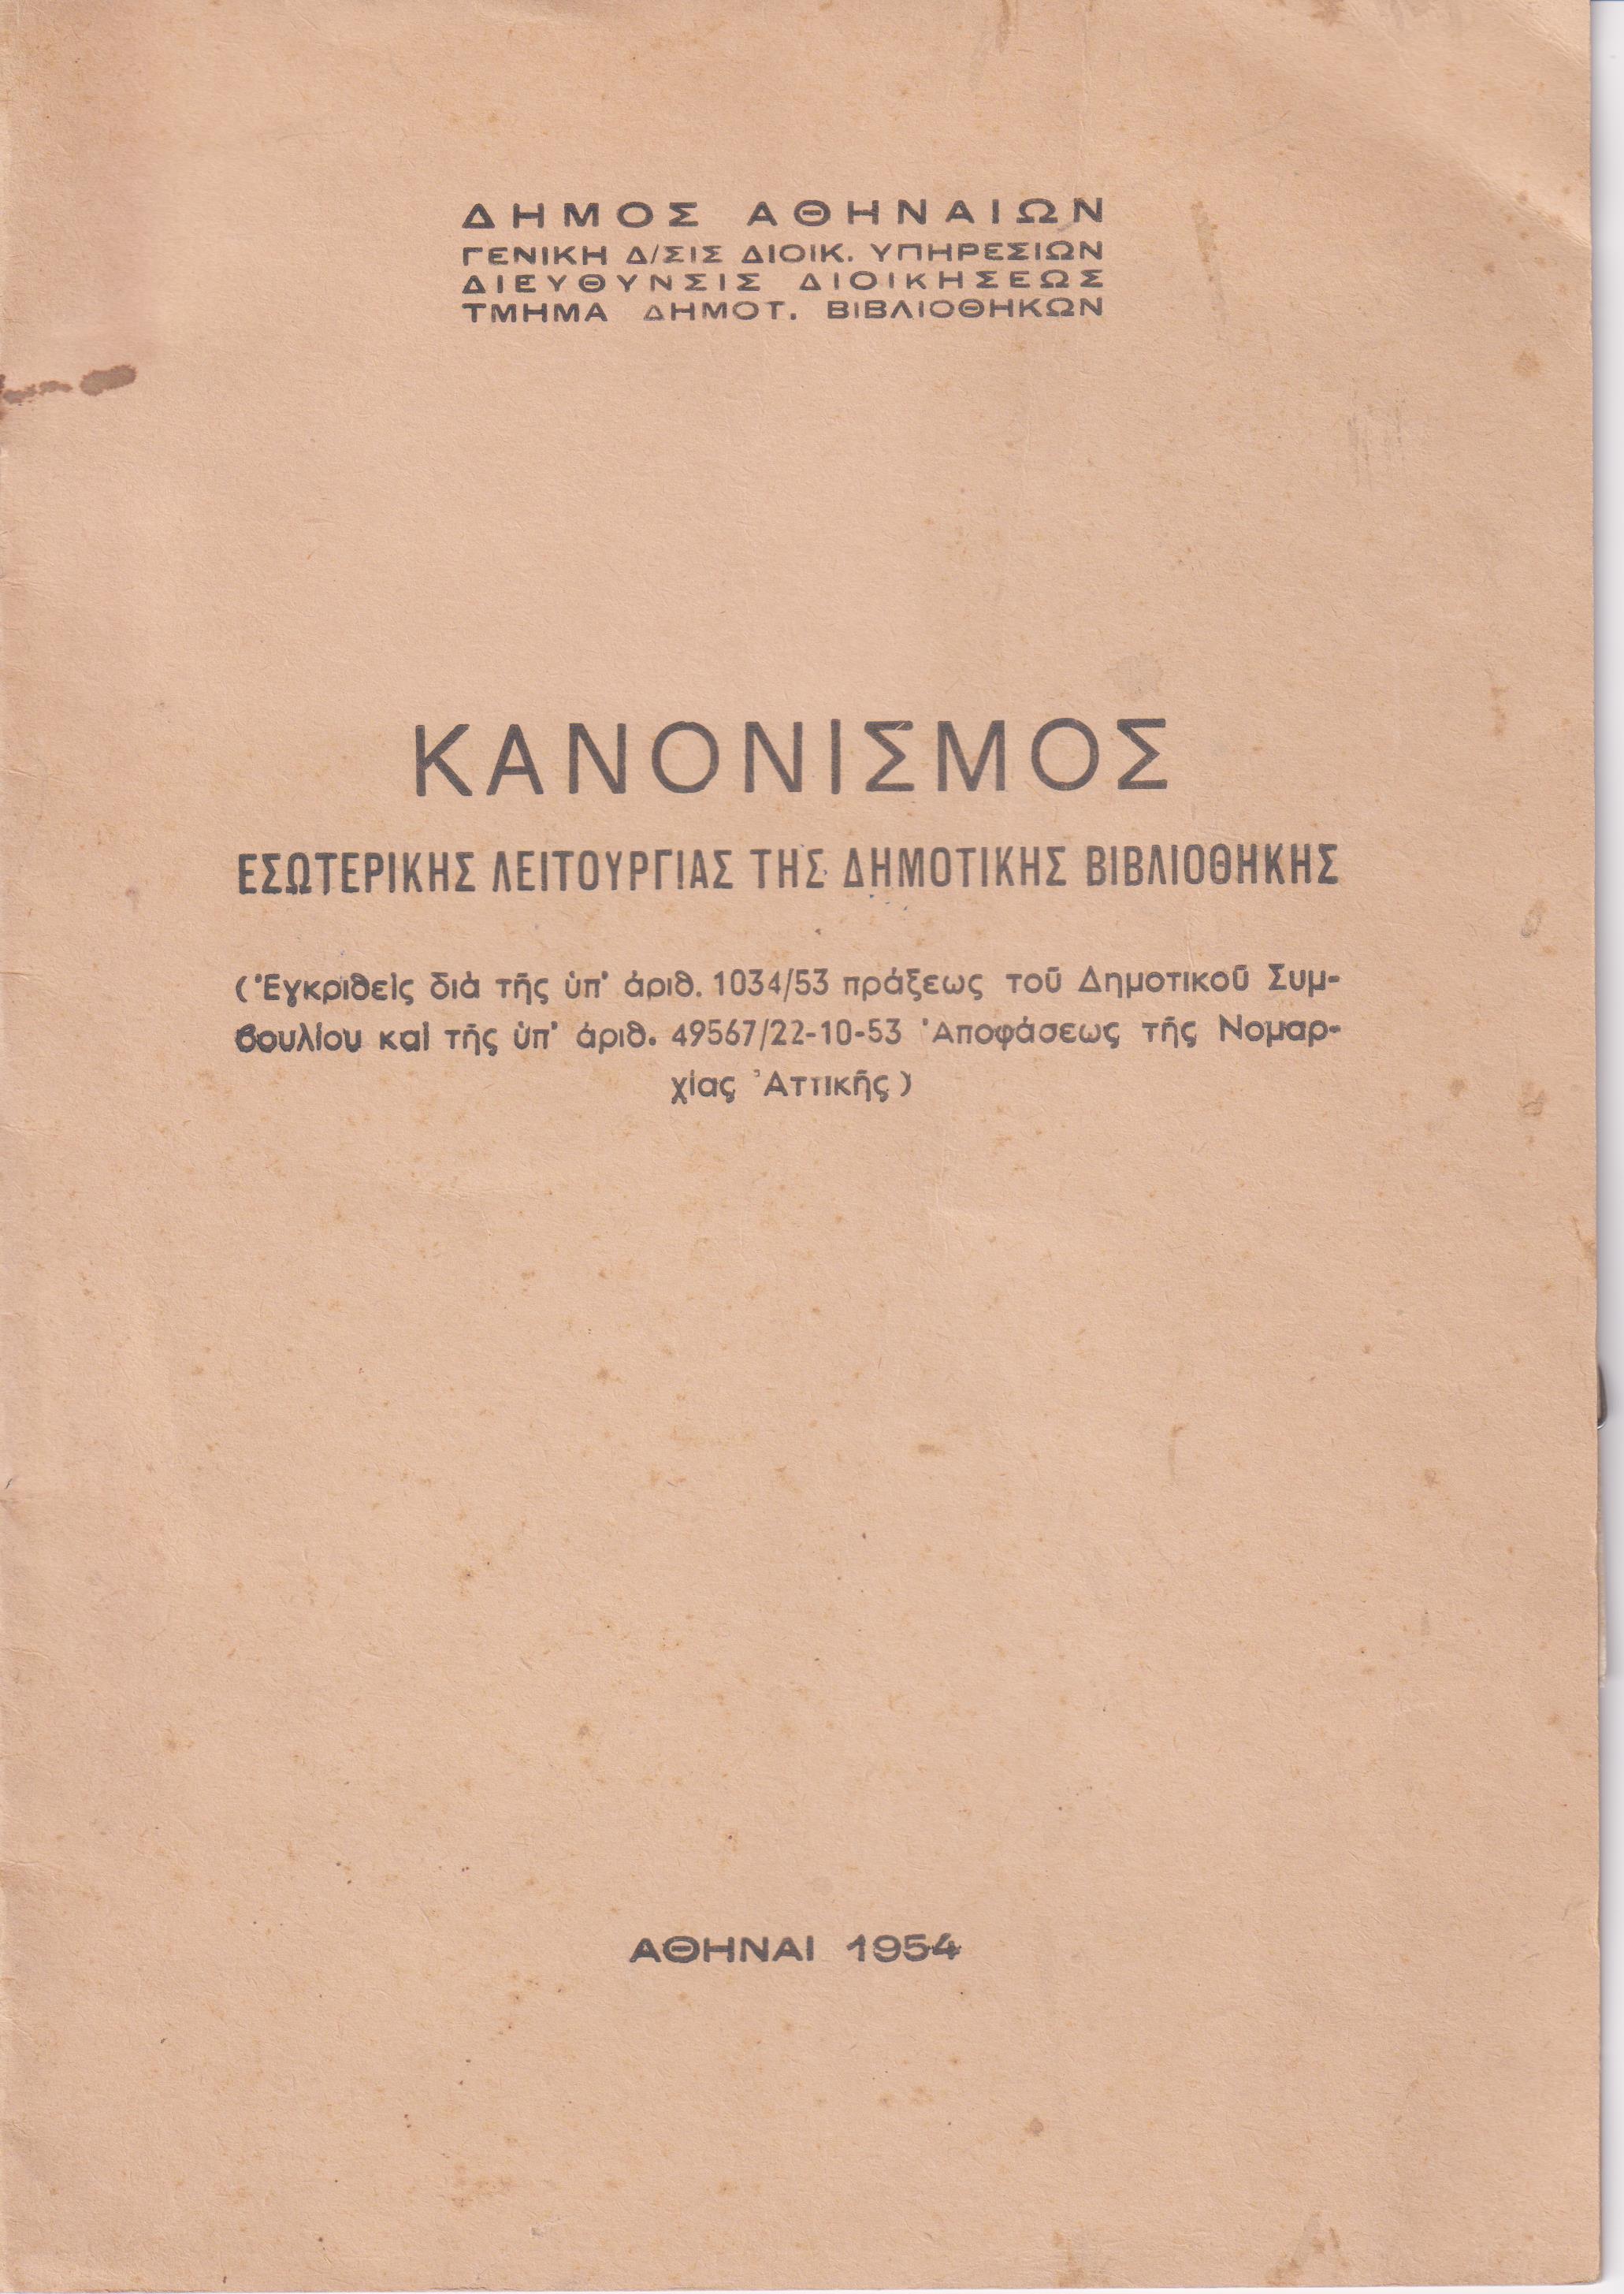 ΔΗΜΟΣ ΑΘΗΝΑΙΩΝ
ΓΕΝΙΚΗ Δ/ΣΙΣ ΔΙΟΙΚ. ΥΠΗΡΕΣΙΩΝ
ΔΙΕΥΘΥΝΣΙΣ ΔΙΟΙΚΗΣΕΩΣ
ΤΜΗΜΑ ΔΗΜΟΤ. ΒΙΒΛΙΟΘΗΚΩΝ
ΚΑΝΟΝΙΣΜΟΣ
ΕΣΩΤΕΡΙΚΗΣ ΛΕΙΤΟΥΡΓΙΑΣ ΤΗΣ ΔΗΜΟΤΙΚΗΣ ΒΙΒΛΙΟΘΗΚΗΣ
(Ἐγκριθεὶς διὰ τῆς ὑπ' ἀριθ. 1034/53 πράξεως τοῦ Δημοτικοῦ Συμ-
βουλίου καὶ τῆς ὑπ' ἀριθ. 49567/22-10-53 Ἀποφάσεως τῆς Νομαρ-
χίας Ἀττικῆς)
ΑΘΗΝΑΙ 1954